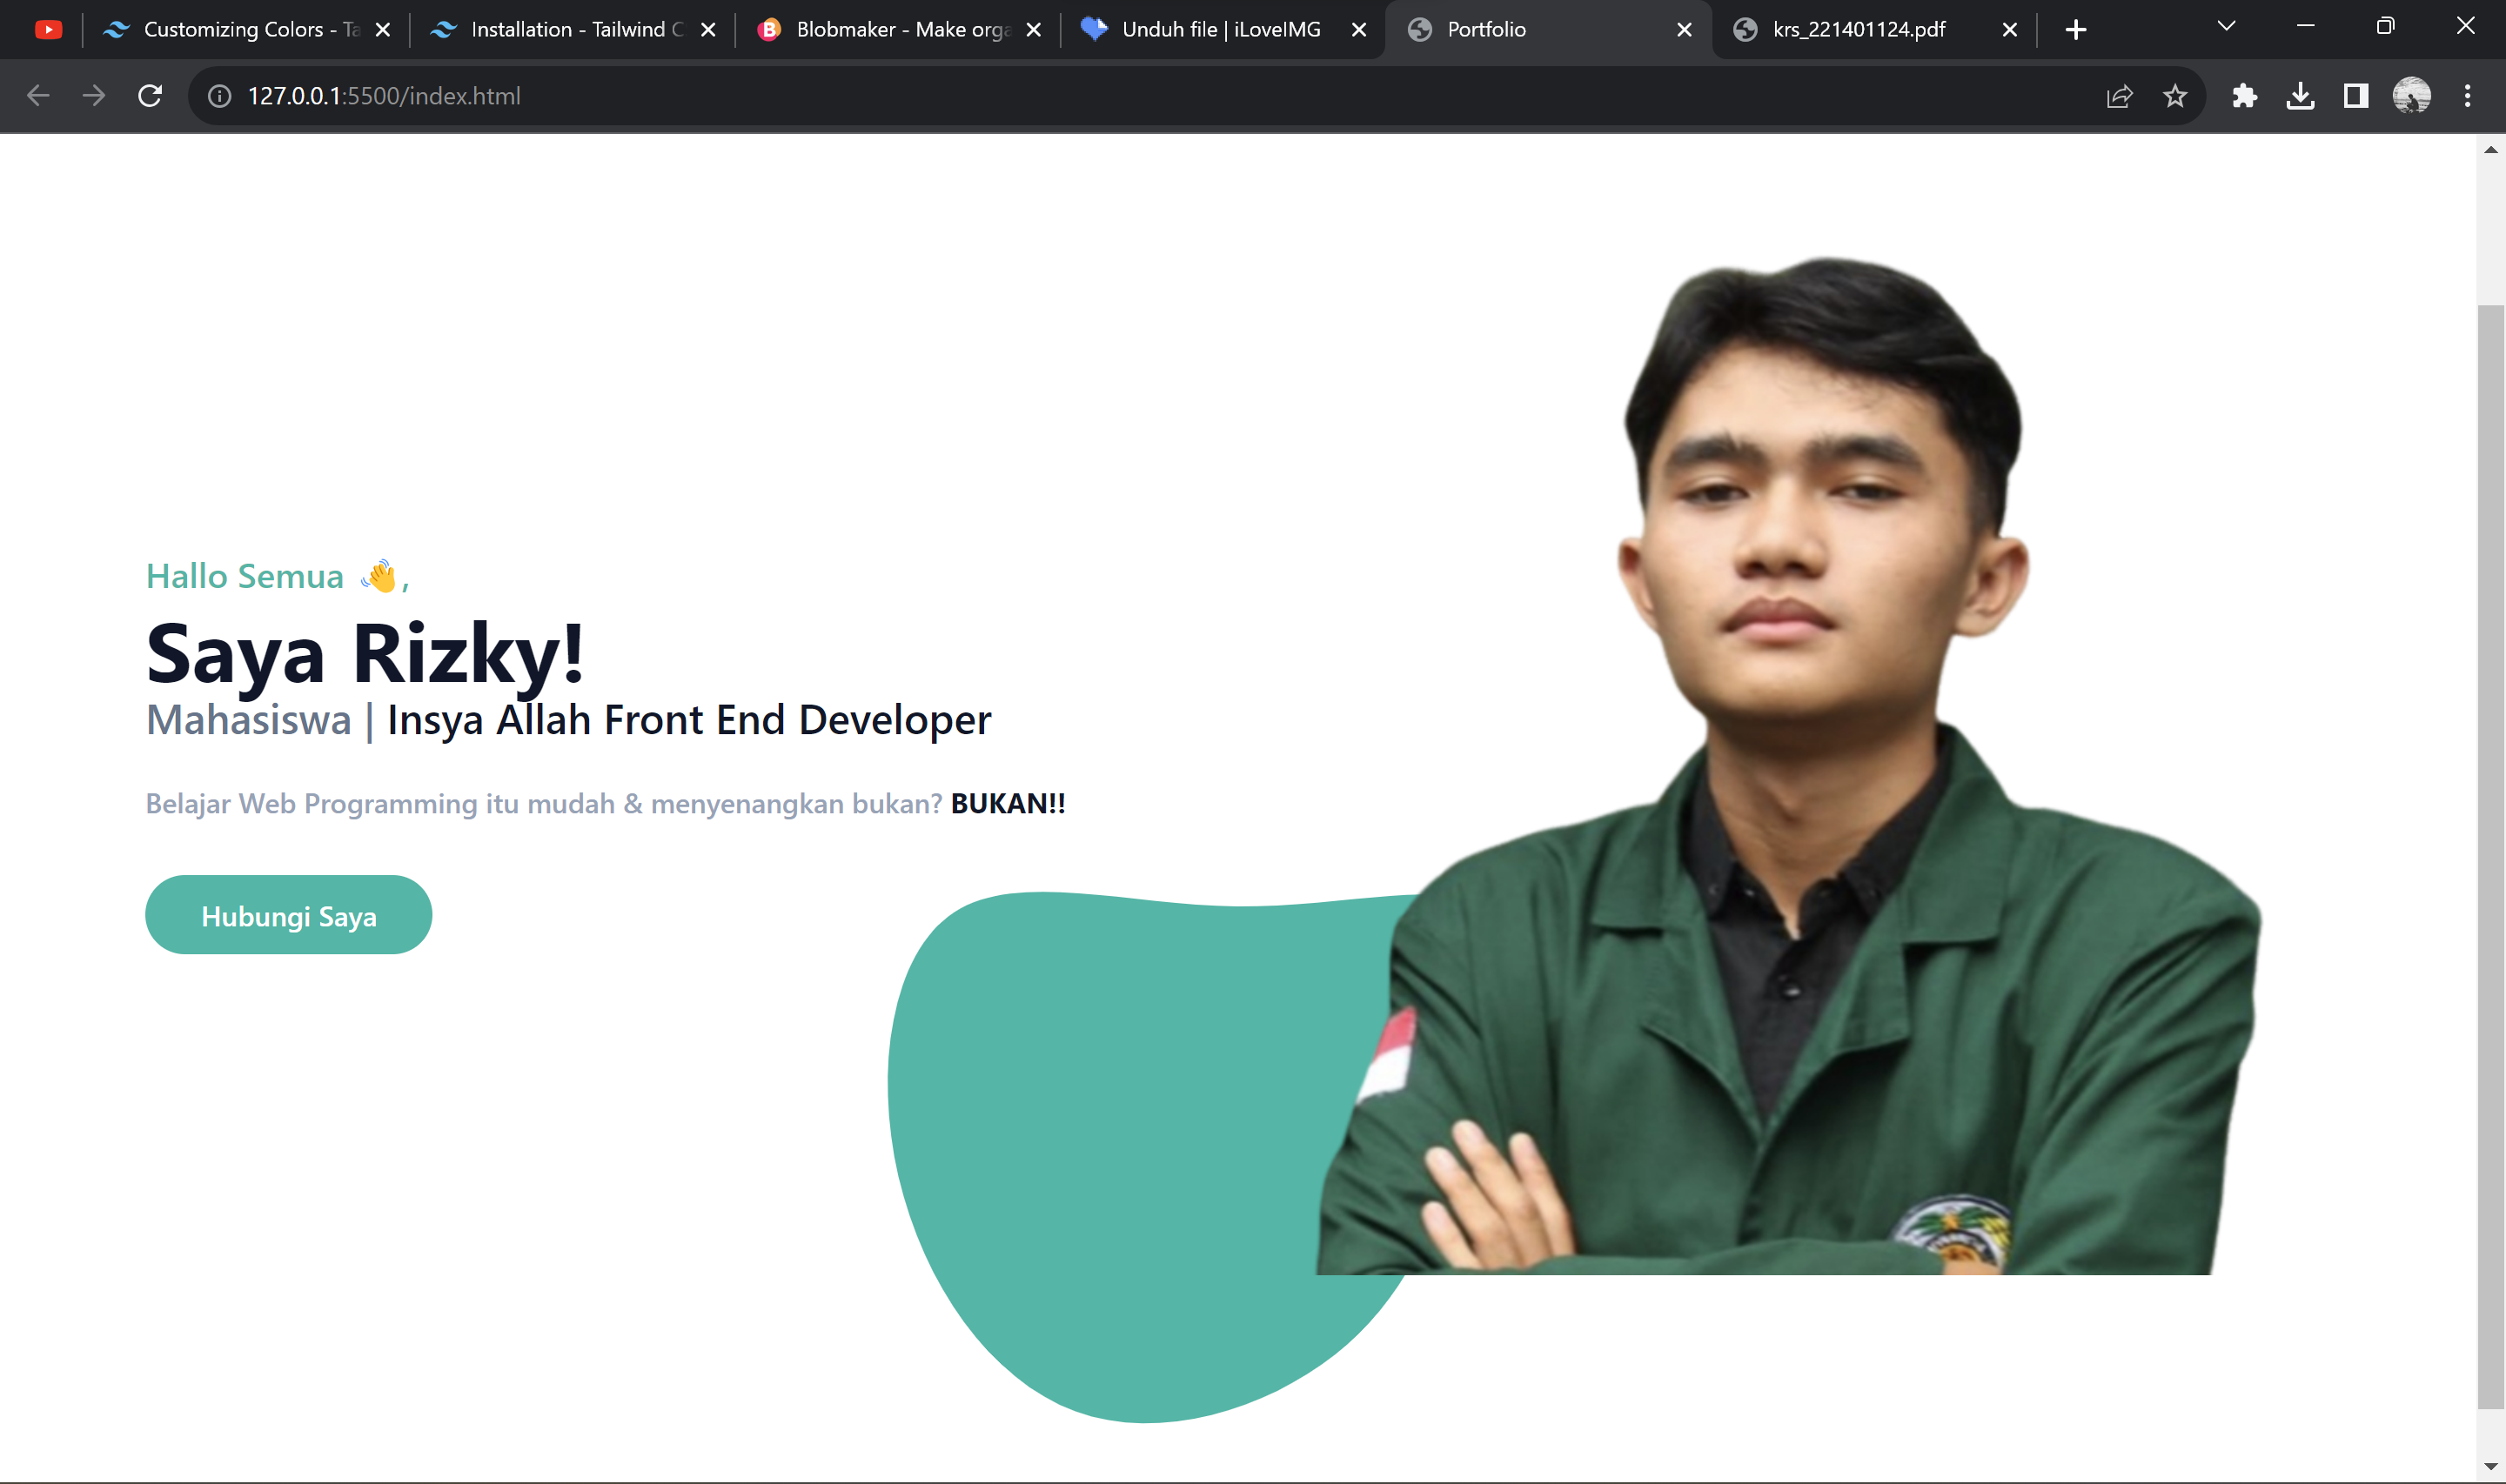 Customizing Colors - Ta
Installation - Tailwind C
Blobmaker - Make orga
Unduh file | iLoveIMG
Portfolio
krs_221401124.pdf
127.0.0.1:5500/index.html
Hallo Semua 👋,
Saya Rizky!
Mahasiswa | Insya Allah Front End Developer
Belajar Web Programming itu mudah & menyenangkan bukan? BUKAN!!
Hubungi Saya